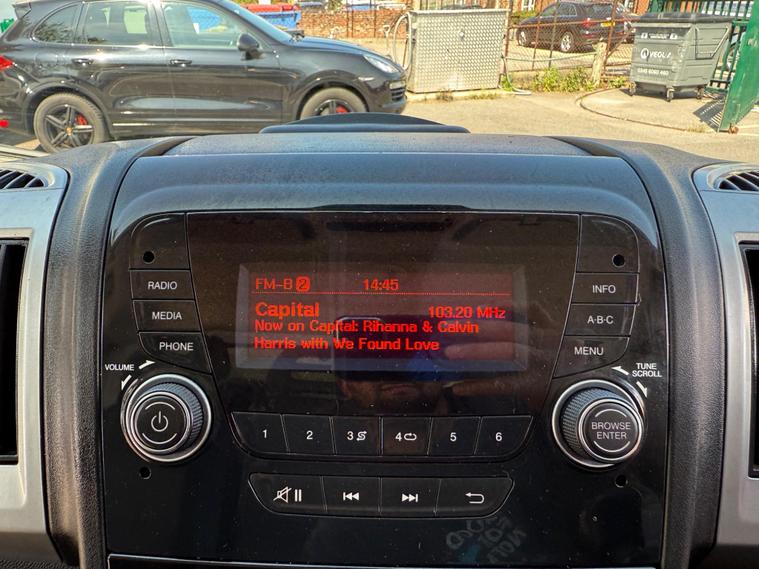 VEOLIA
RADIO
MEDIA
PHONE
VOLUME
FM-B 2 14:45
Capital 103.20 MHz
Now on Capital: Rihanna & Calvin
Harris with We Found Love
INFO
A·B·C
MENU
TUNE
SCROLL
BROWSE
ENTER
1 2 3 4 5 6